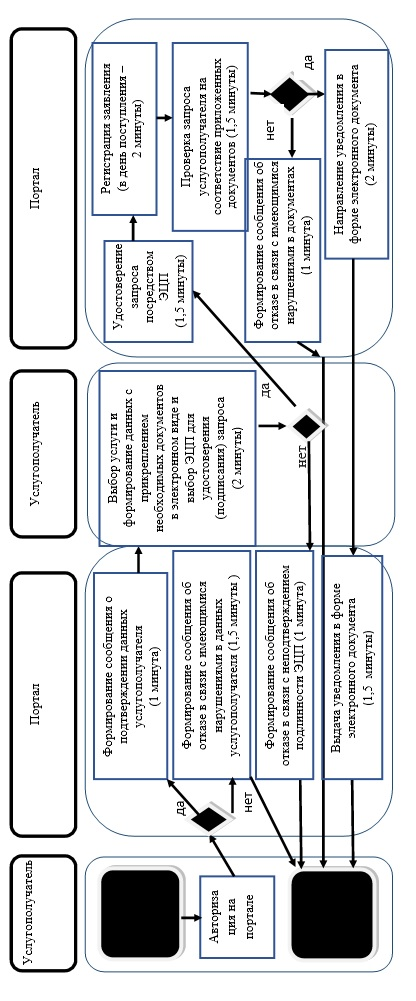 Услугополучатель
Портал
Услугополучатель
Портал
Авториза
ция на
портале
да
нет
Формирование сообщения о
подтверждении данных
услугополучателя
(1 минута)
Формирование сообщения об
отказе в связи с имеющимися
нарушениями в данных
услугополучателя (1,5 минуты )
Формирование сообщения об
отказе в связи с неподтверждением
подлинности ЭЦП (1 минута)
Выдача уведомления в форме
электронного документа
(1,5 минуты)
Выбор услуги и
формирование данных с
прикреплением
необходимых документов
в электронном виде и
выбор ЭЦП для
удостоверения
(подписания) запроса
(2 минуты)
да
нет
Удостоверение
запроса
посредством
ЭЦП
(1,5 минуты)
Регистрация заявления
(в день поступления –
2 минуты)
Проверка запроса
услугополучателя на
соответствие приложенных
документов (1,5 минуты)
да
нет
Формирование сообщения об
отказе в связи с имеющимися
нарушениями в документах
(1 минута)
Направление уведомления в
форме электронного документа
(2 минуты)